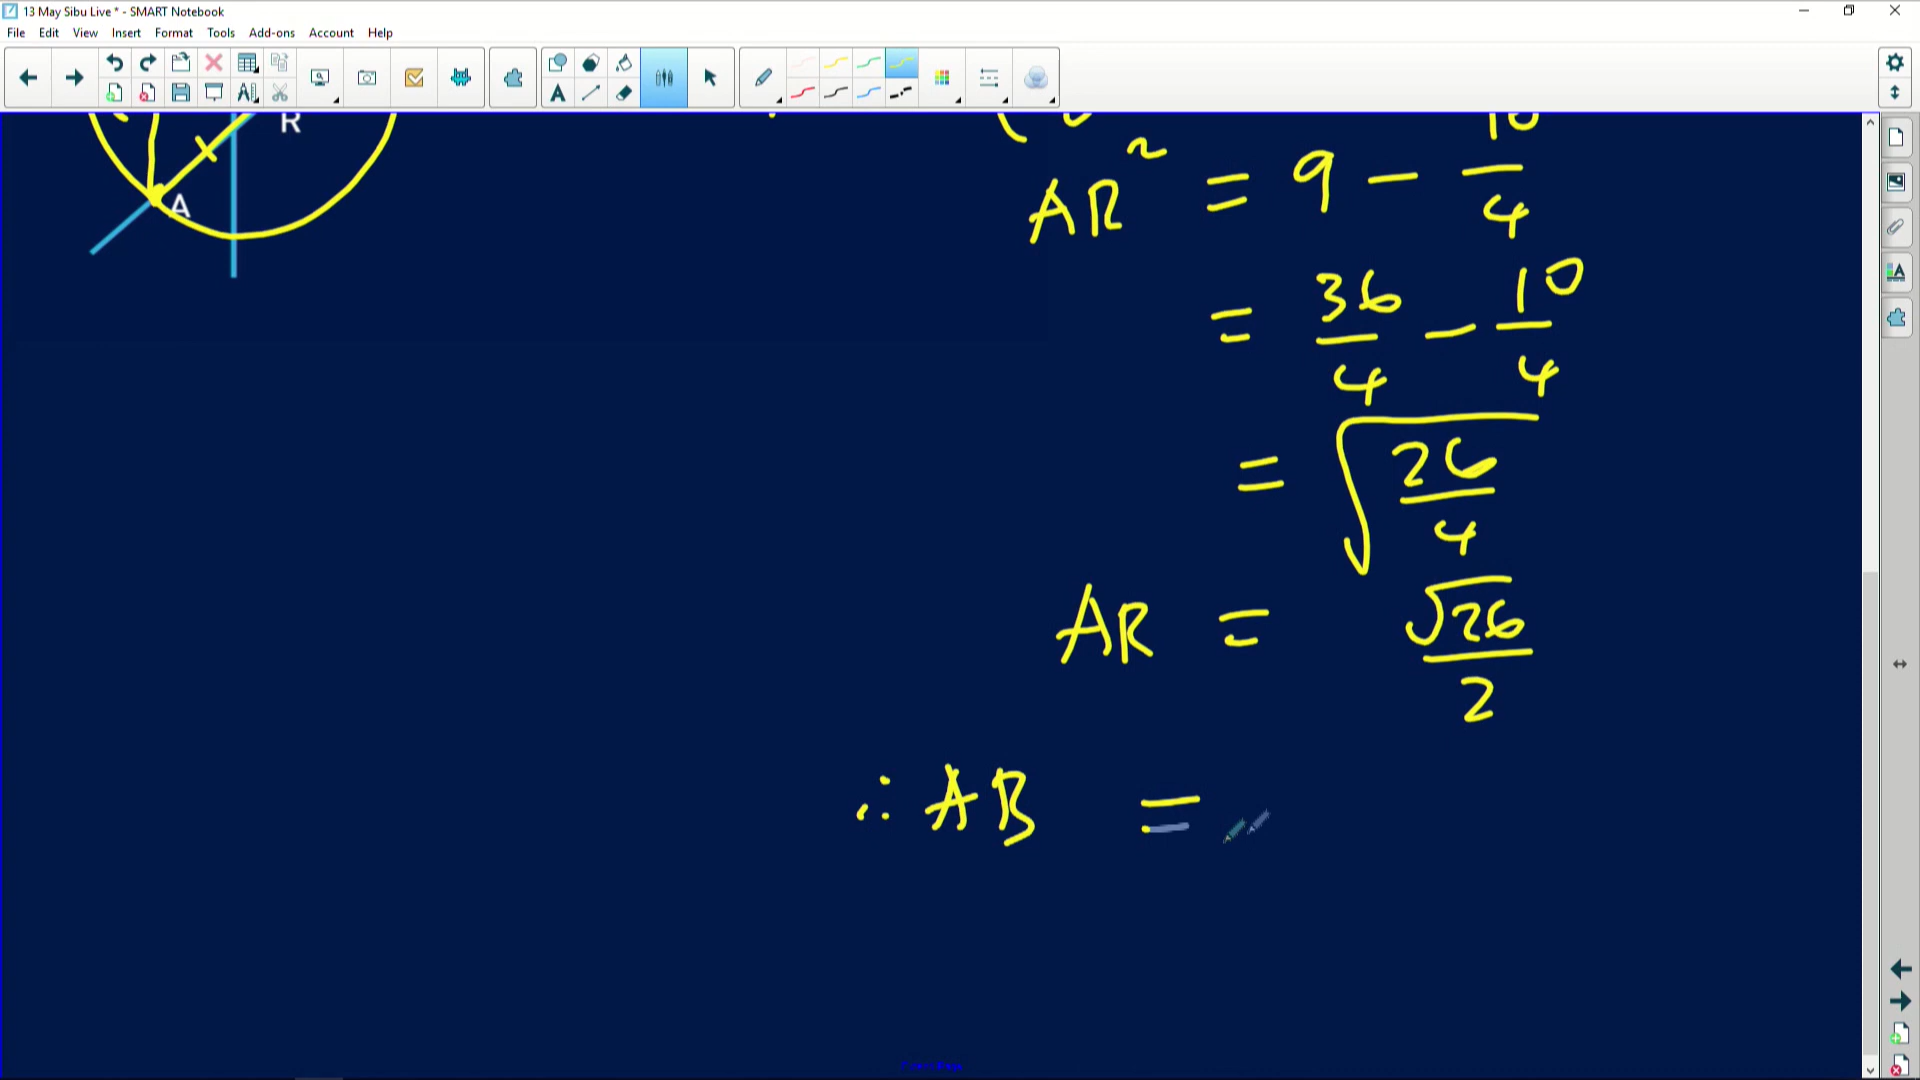 13 May Sibu Live * - SMART Notebook
File Edit View Insert Format Tools Add-ons Account Help
R
A
AR² = 9 - 10/4
= 36/4 - 10/4
= √(26/4)
AR = √26/2
∴ AB =